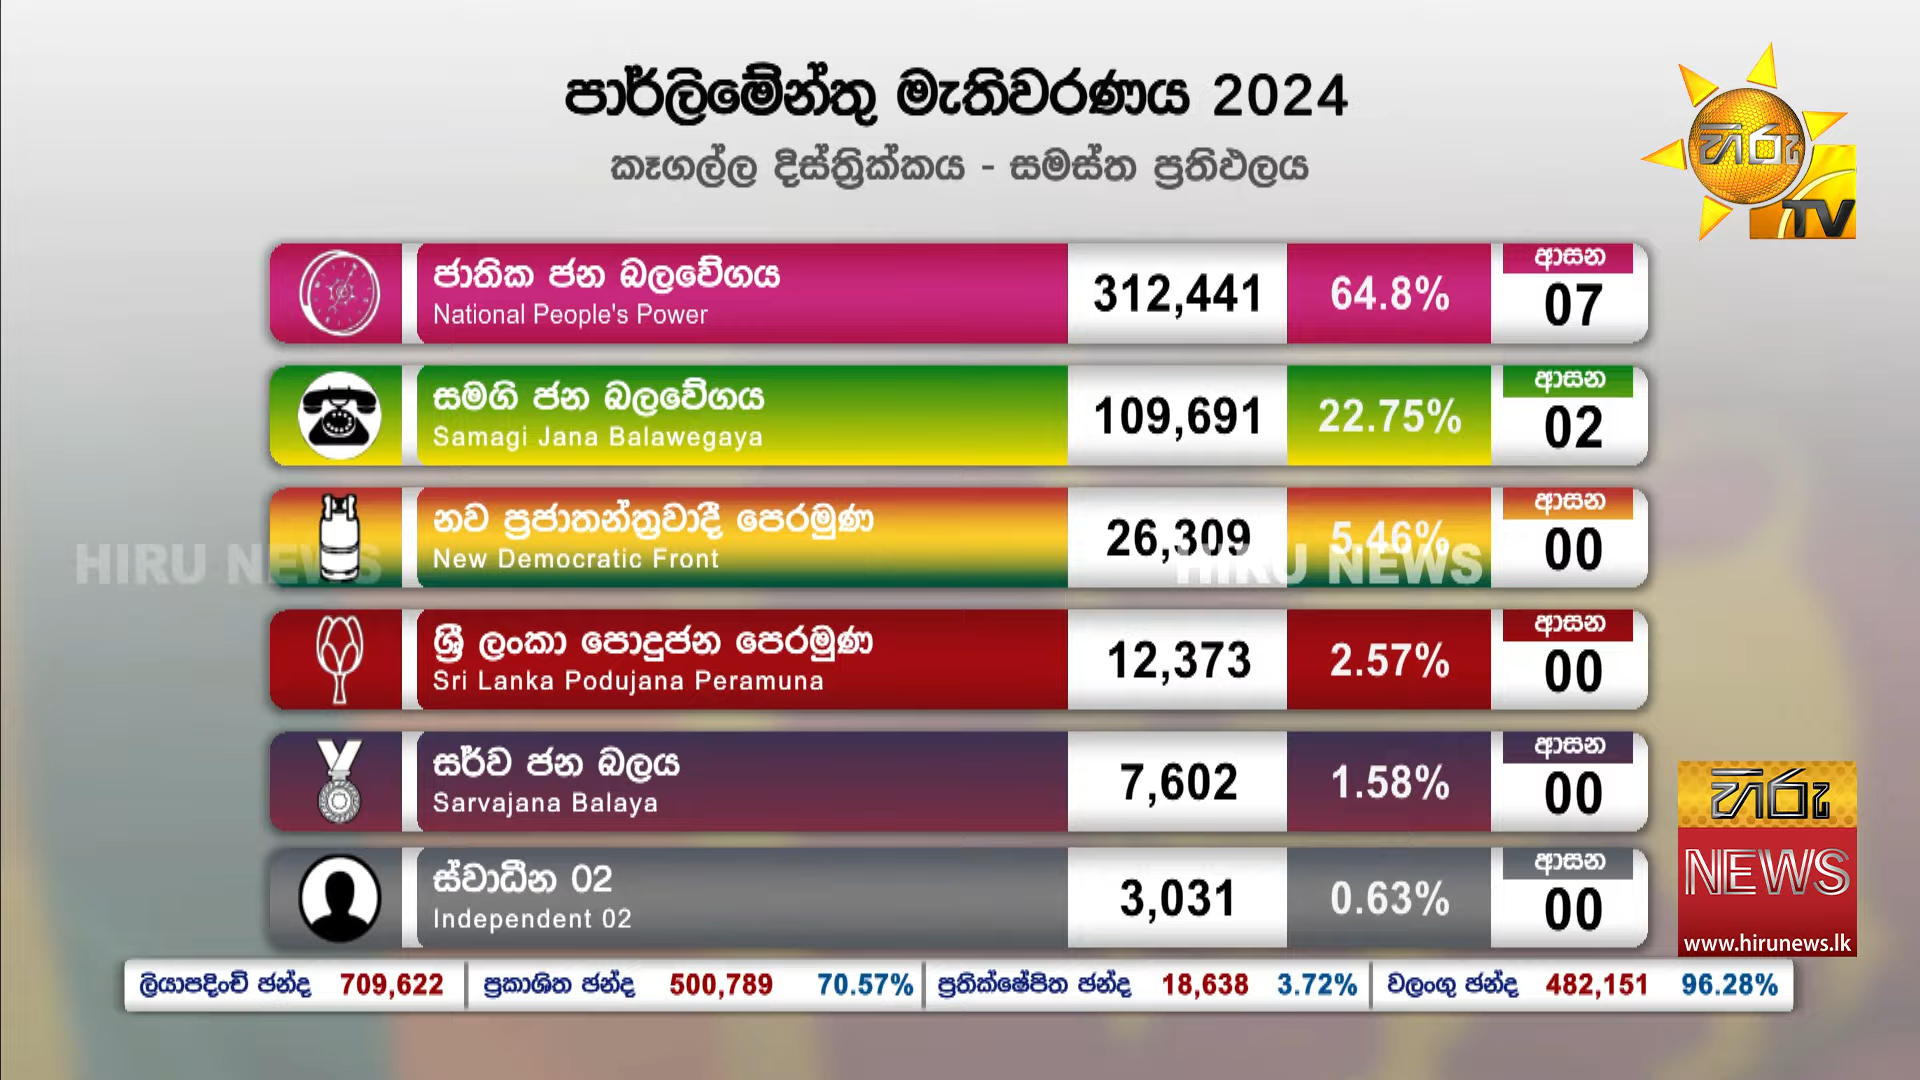 පාර්ලිමේන්තු මැතිවරණය 2024
කෑගල්ල දිස්ත්‍රික්කය - සමස්ත ප්‍රතිඵලය
හිරු
TV
ජාතික ජන බලවේගය
National People's Power
312,441
64.8%
ආසන
07
සමගි ජන බලවේගය
Samagi Jana Balawegaya
109,691
22.75%
ආසන
02
නව ප්‍රජාතන්ත්‍රවාදී පෙරමුණ
New Democratic Front
26,309
5.46%
ආසන
00
HIRU NEWS
HIRU NEWS
ශ්‍රී ලංකා පොදුජන පෙරමුණ
Sri Lanka Podujana Peramuna
12,373
2.57%
ආසන
00
සර්ව ජන බලය
Sarvajana Balaya
7,602
1.58%
ආසන
00
ස්වාධීන 02
Independent 02
3,031
0.63%
ආසන
00
හිරු
NEWS
www.hirunews.lk
ලියාපදිංචි ඡන්ද 709,622 ප්‍රකාශිත ඡන්ද 500,789 70.57% ප්‍රතික්ෂේපිත ඡන්ද 18,638 3.72% වලංගු ඡන්ද 482,151 96.28%